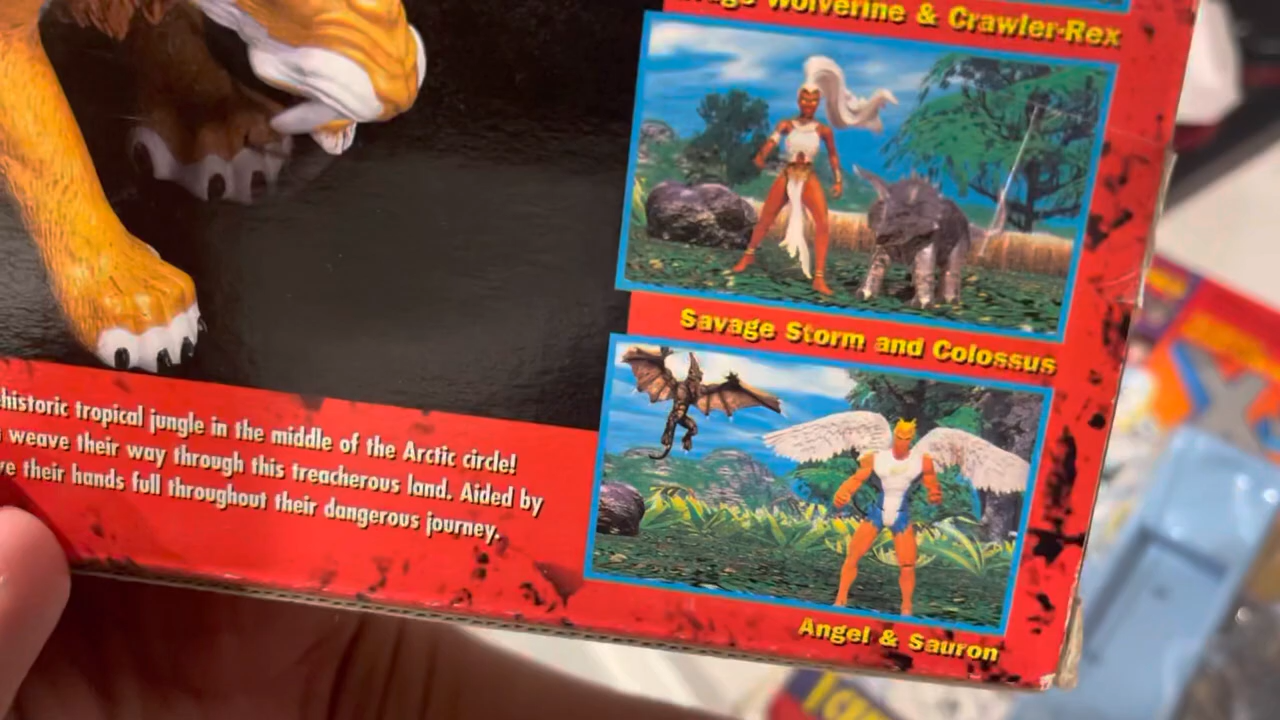 Wolverine & Crawler-Rex
Savage Storm and Colossus
historic tropical jungle in the middle of the Arctic circle!
weave their way through this treacherous land. Aided by
their hands full throughout their dangerous journey.
Angel & Sauron